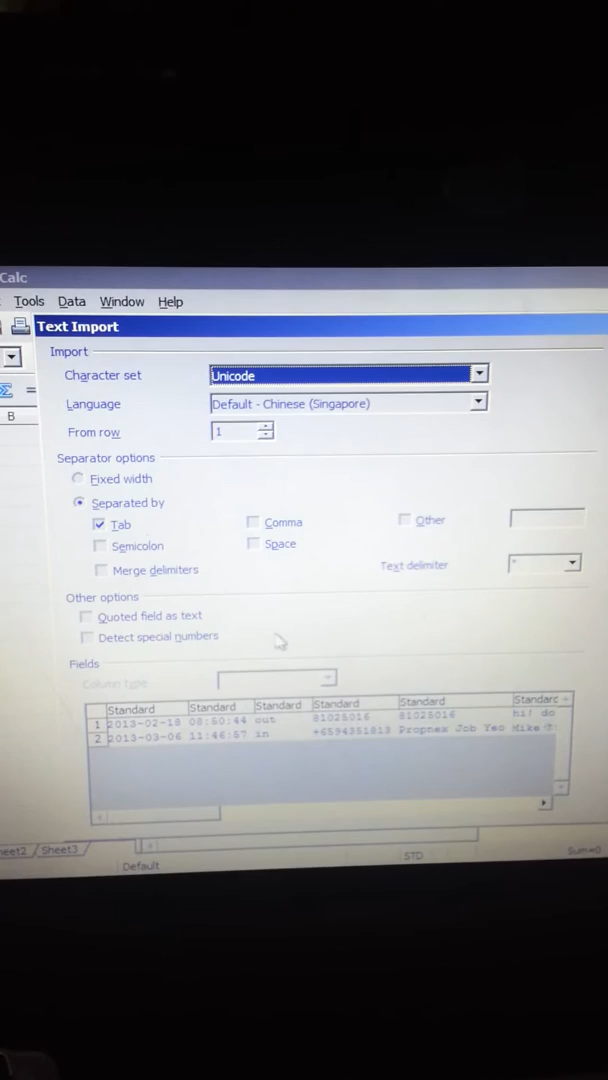 Calc
Tools Data Window Help
Text Import
B
Import
Character set Unicode
Language Default - Chinese (Singapore)
From row 1
Separator options
Fixed width
Separated by
Tab Comma Other
Semicolon Space
Merge delimiters Text delimiter "
Other options
Quoted field as text
Detect special numbers
Fields
Column type
Standard Standard Standard Standard Standard Standard
1 2013-02-18 08:50:44 out 81025016 81025016 hi! do
2 2013-03-06 11:46:57 in Propnex Job Yeo Mike
Sheet3
Default STD Sum=0